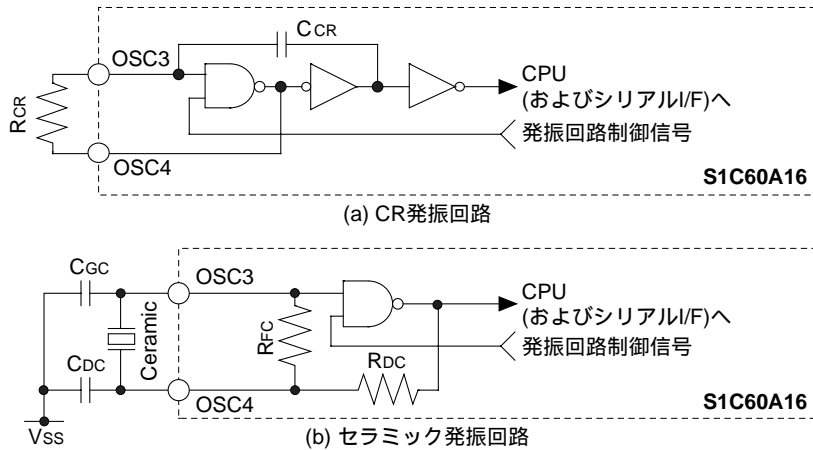 CCR
OSC3
RCR
CPU
(およびシリアルI/F)へ
発振回路制御信号
OSC4
S1C60A16
(a) CR発振回路
CGC
OSC3
CPU
(およびシリアルI/F)へ
Ceramic
RFC
発振回路制御信号
CDC
RDC
OSC4
S1C60A16
VSS
(b) セラミック発振回路